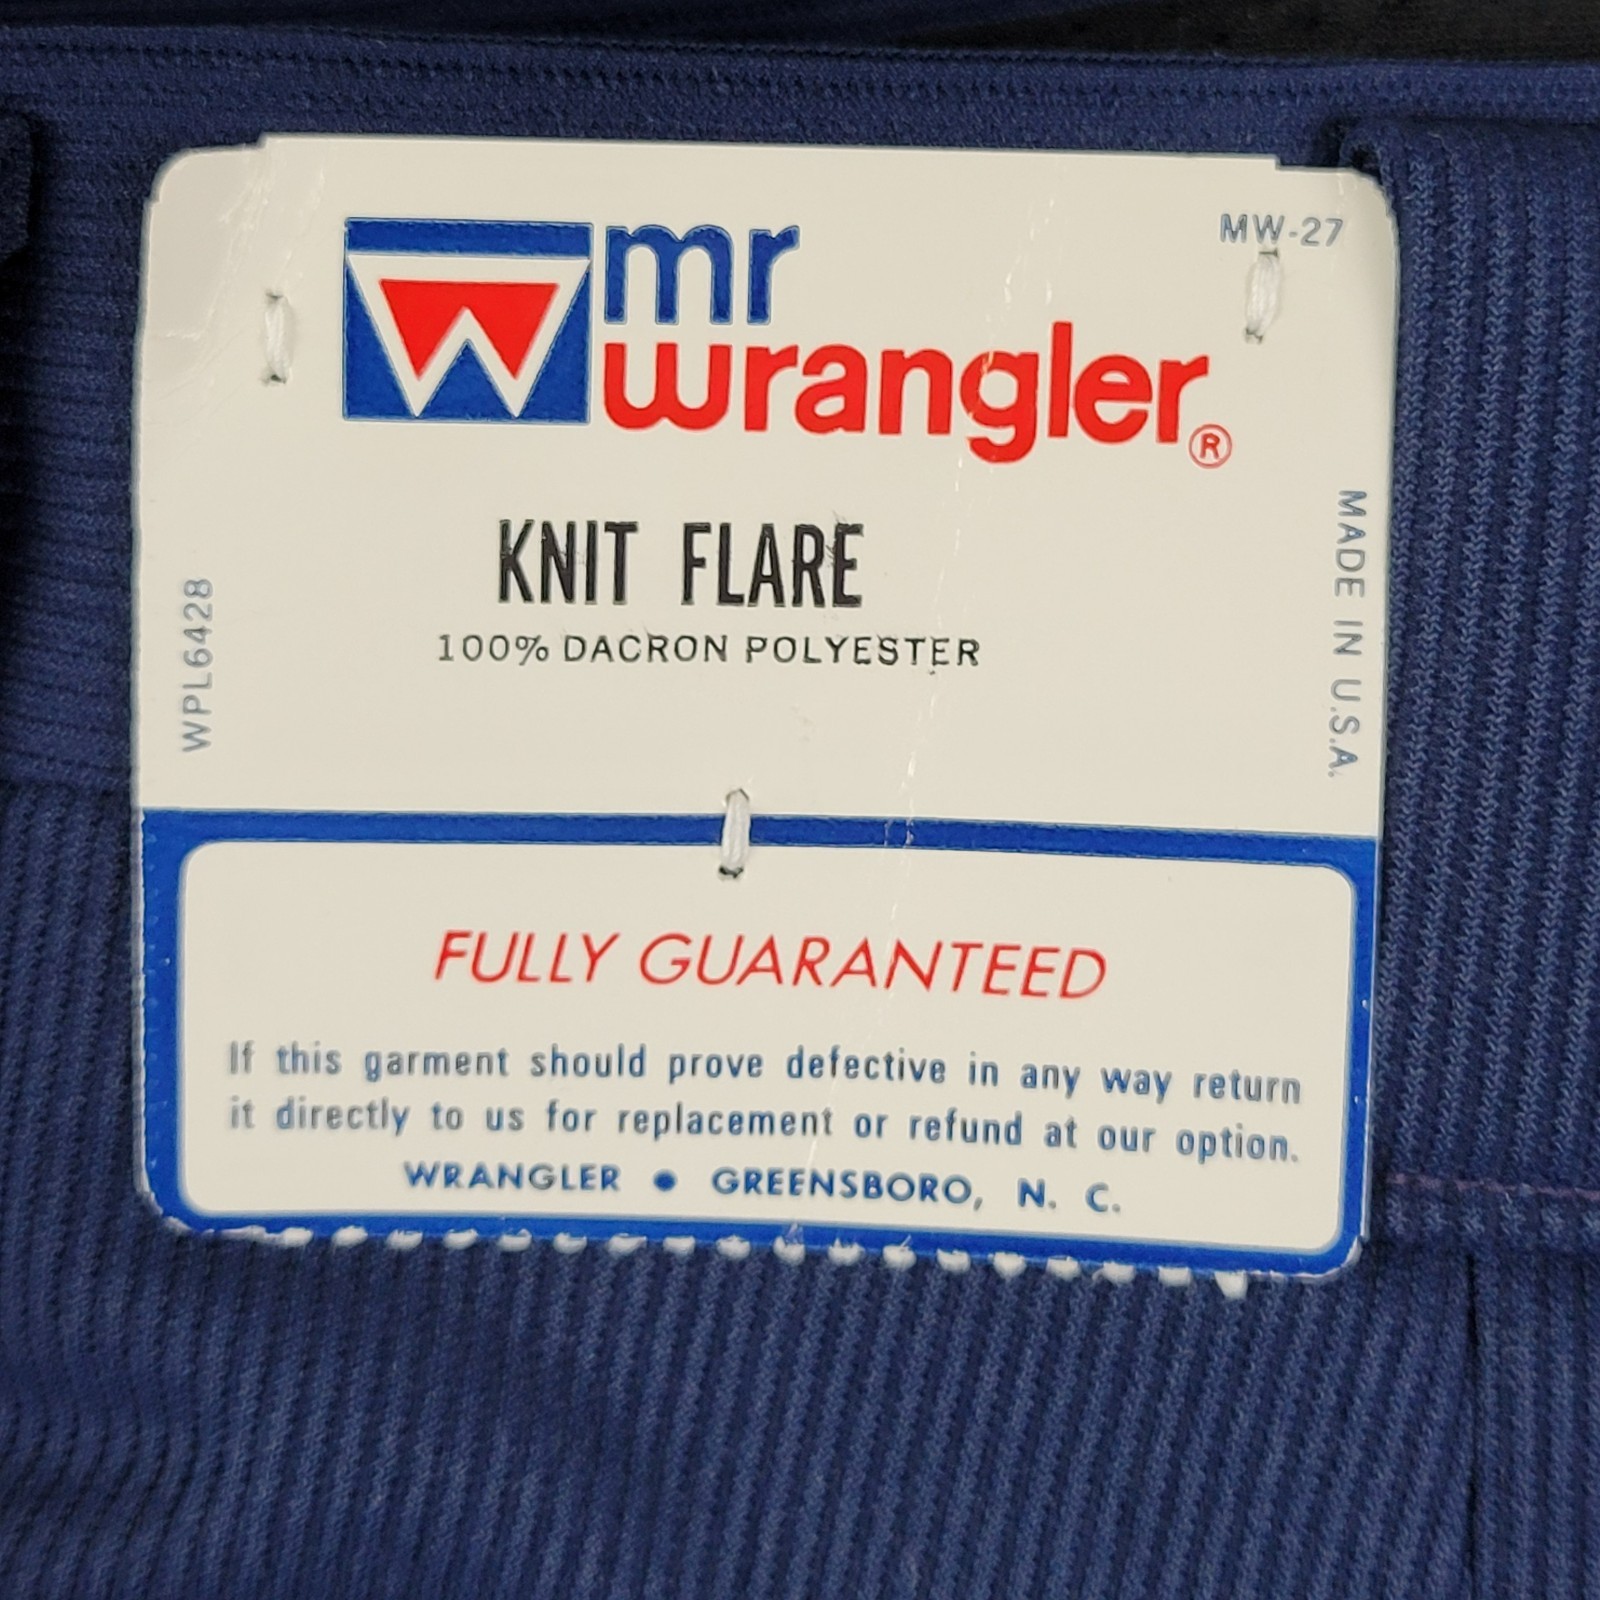 MW-27
mr
wrangler®
KNIT FLARE
100% DACRON POLYESTER
WPL6428
MADE IN U.S.A.
FULLY GUARANTEED
If this garment should prove defective in any way return
it directly to us for replacement or refund at our option.
WRANGLER • GREENSBORO, N. C.